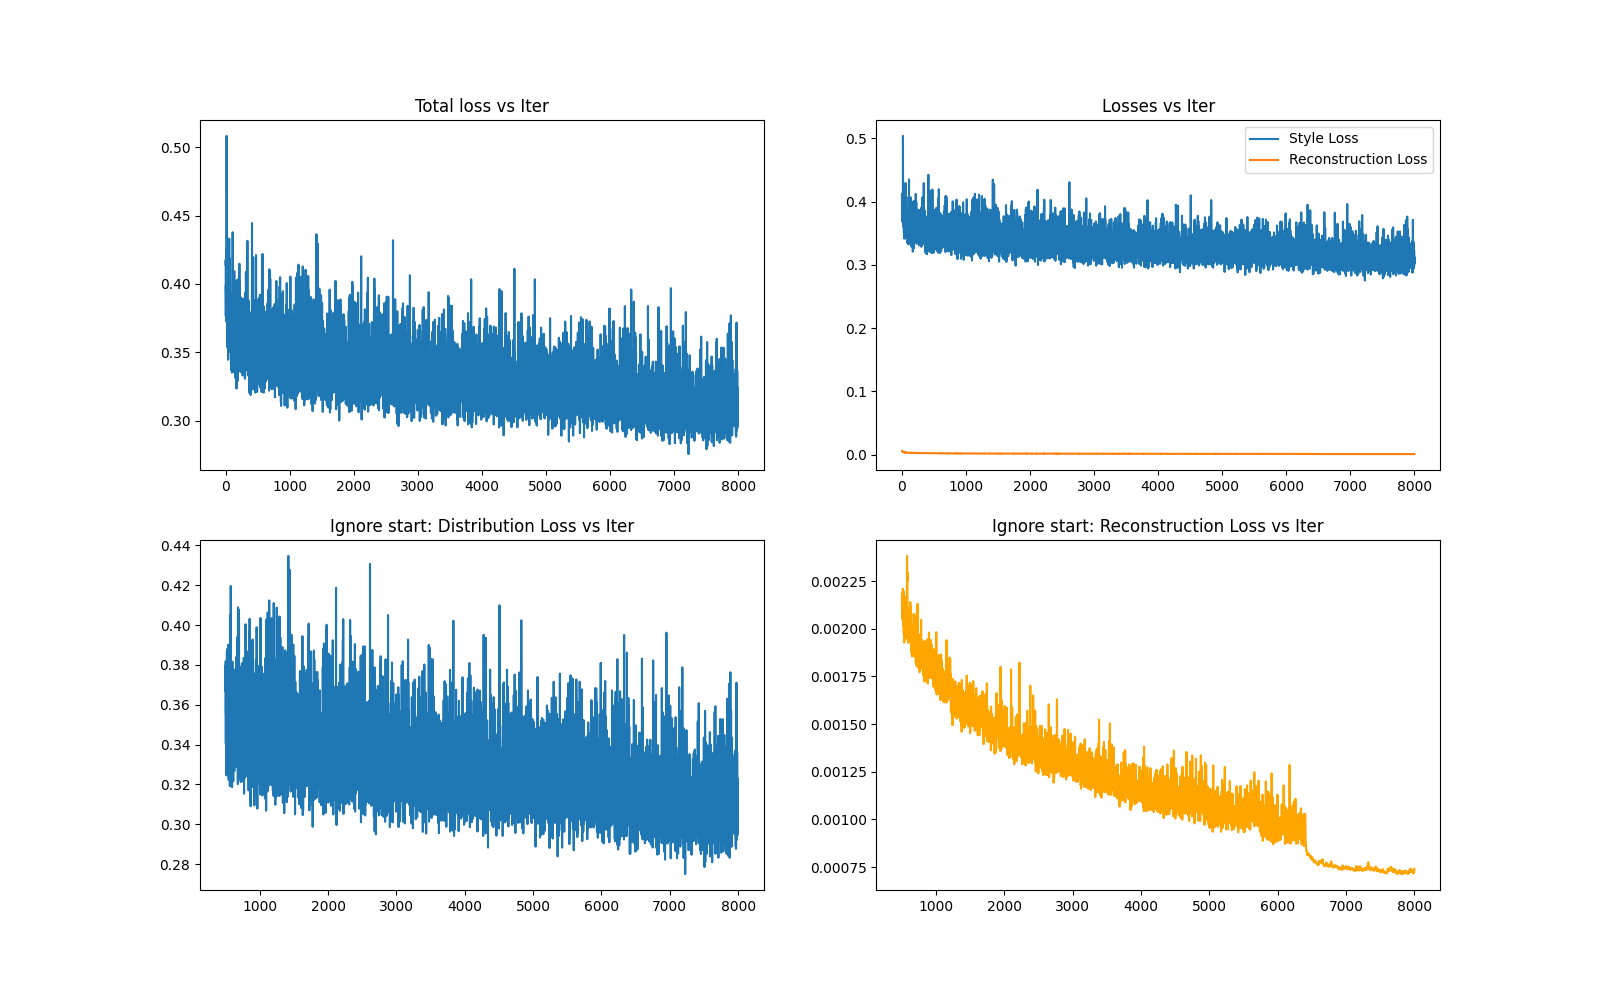 Total loss vs Iter
0.50
0.45
0.40
0.35
0.30
0 1000 2000 3000 4000 5000 6000 7000 8000
Losses vs Iter
Style Loss
Reconstruction Loss
0.5
0.4
0.3
0.2
0.1
0.0
0 1000 2000 3000 4000 5000 6000 7000 8000
Ignore start: Distribution Loss vs Iter
0.44
0.42
0.40
0.38
0.36
0.34
0.32
0.30
0.28
1000 2000 3000 4000 5000 6000 7000 8000
Ignore start: Reconstruction Loss vs Iter
0.00225
0.00200
0.00175
0.00150
0.00125
0.00100
0.00075
1000 2000 3000 4000 5000 6000 7000 8000